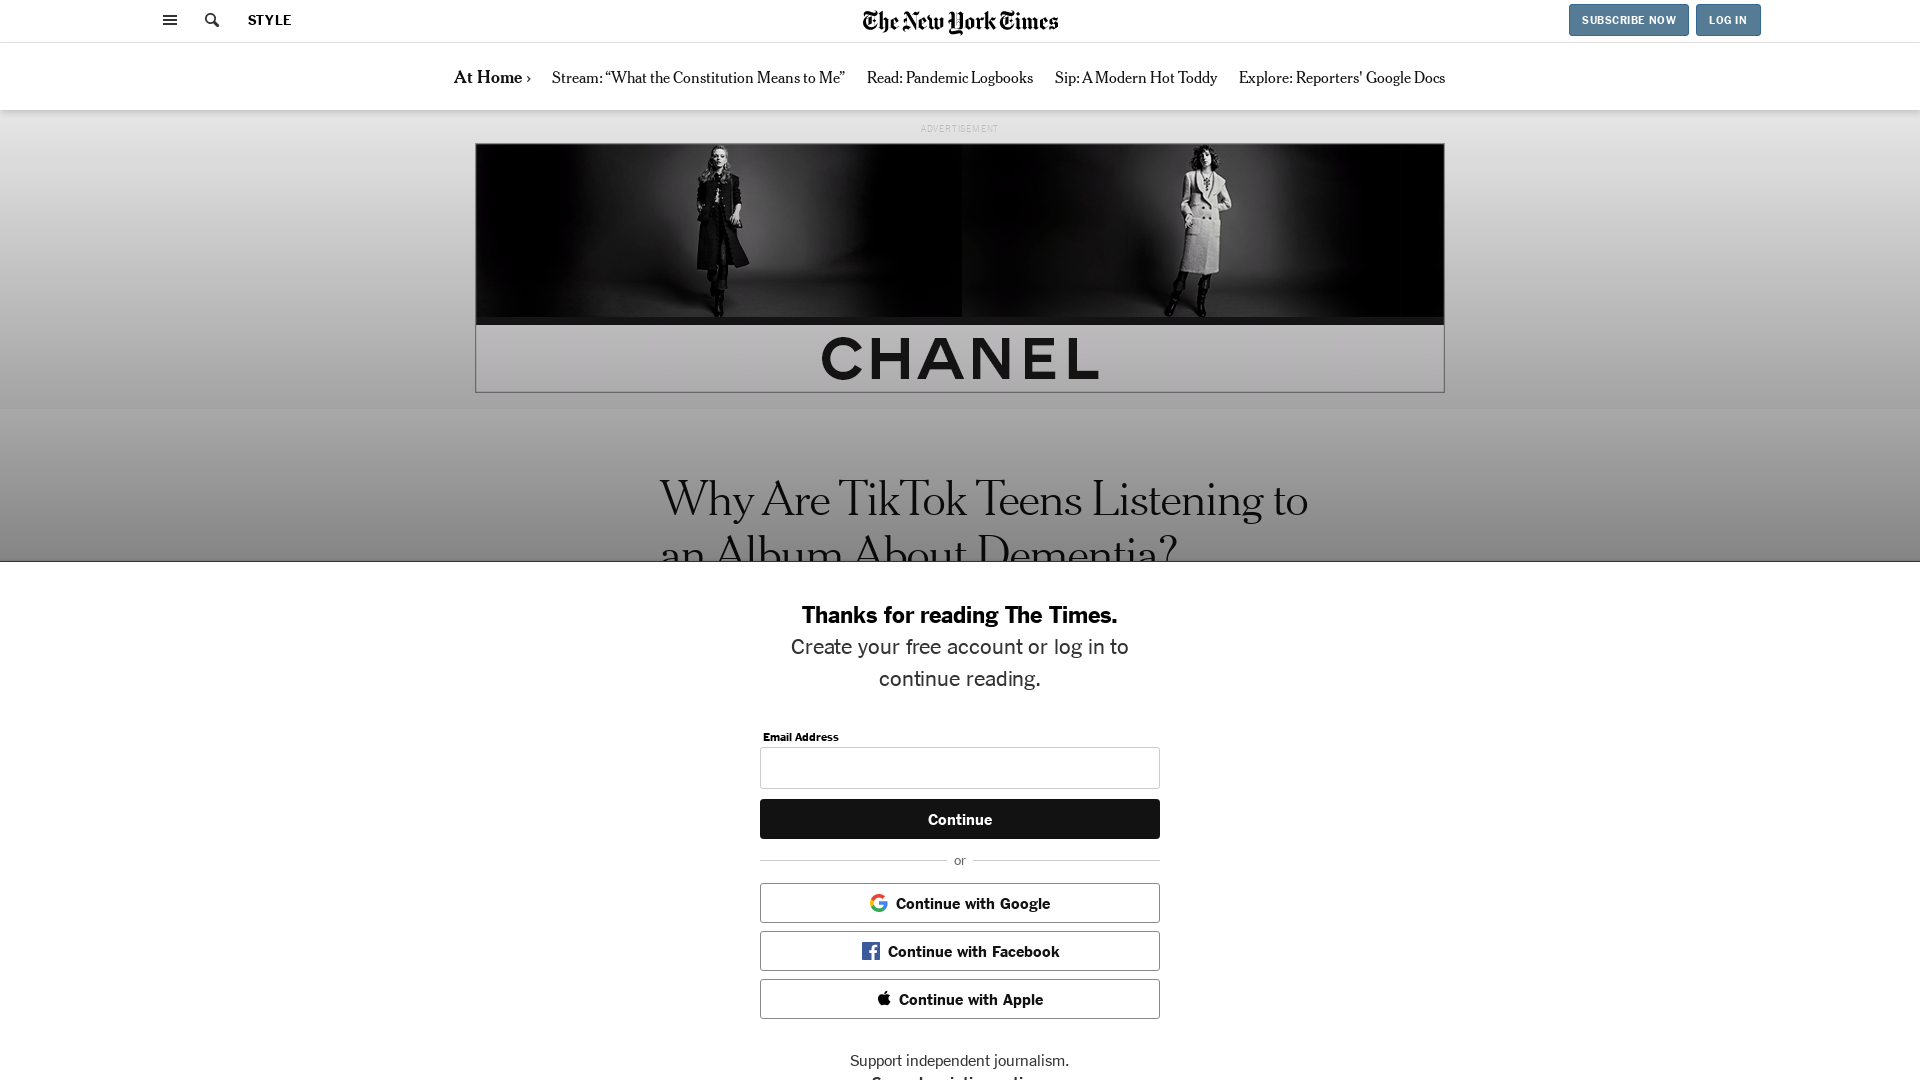 STYLE
The New York Times
SUBSCRIBE NOW
LOG IN
At Home ›
Stream: “What the Constitution Means to Me”
Read: Pandemic Logbooks
Sip: A Modern Hot Toddy
Explore: Reporters' Google Docs
ADVERTISEMENT
CHANEL
Why Are TikTok Teens Listening to
an Album About Dementia?
Thanks for reading The Times.
Create your free account or log in to
continue reading.
Email Address
Continue
or
Continue with Google
Continue with Facebook
Continue with Apple
Support independent journalism.